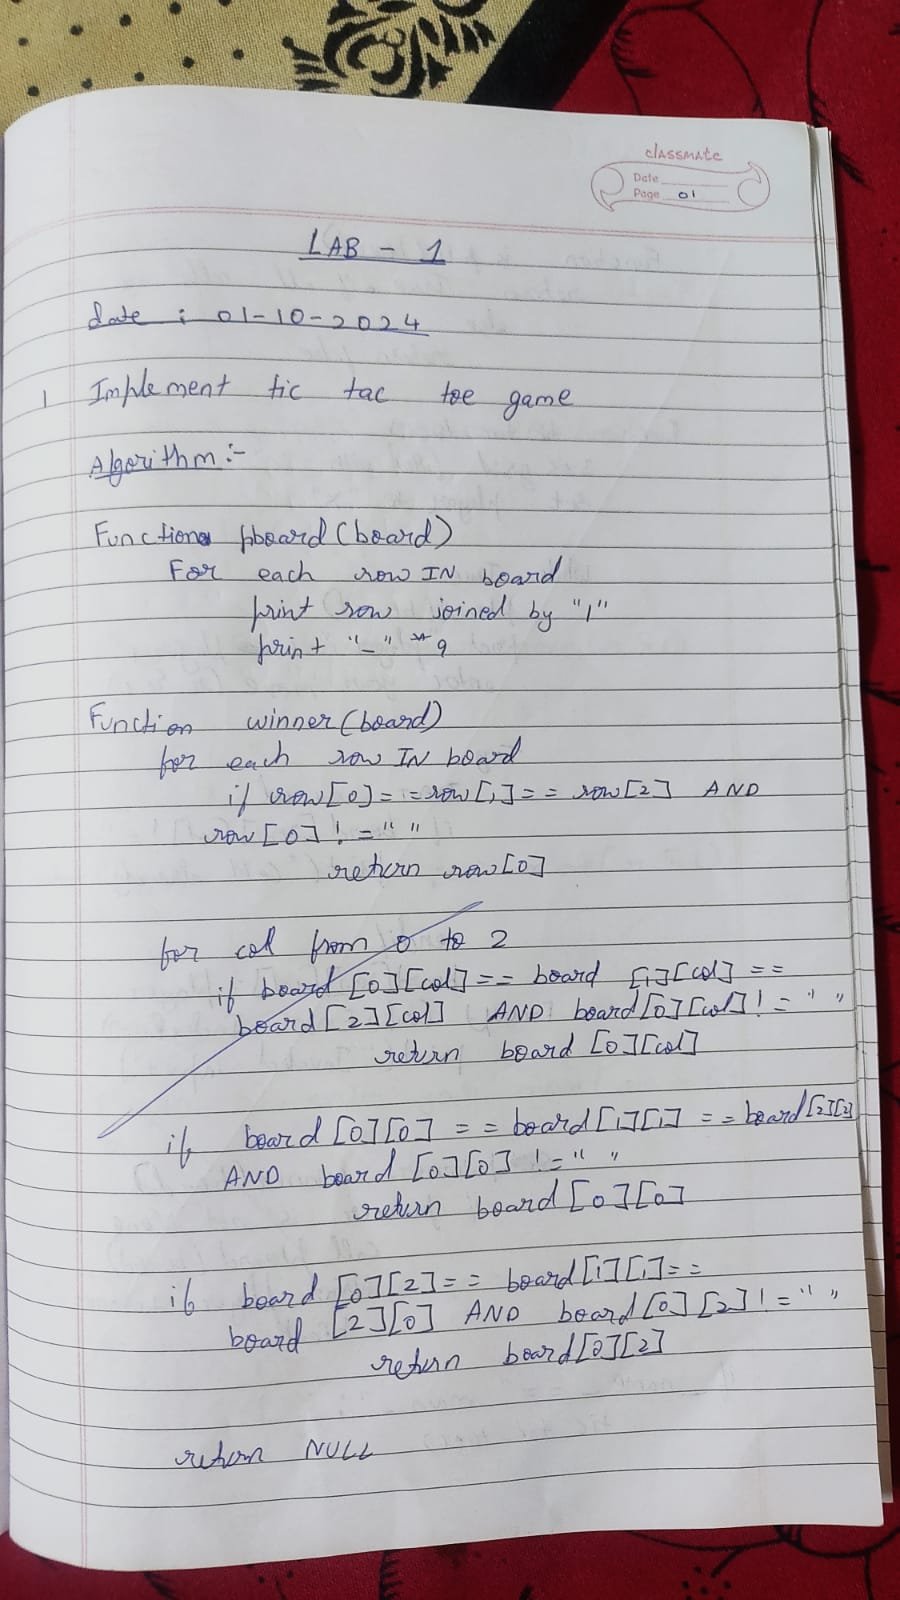 classmate
Date
Page 01
LAB - 1
date : 01-10-2024
1 Implement tic tac toe game
Algorithm :-
Function pboard(board)
For each row IN board
print row joined by "|"
print "-" * 9
Function winner(board)
for each row IN board
if row[0]==row[1]== row[2] AND
row[0] != " "
return row[0]
for col from 0 to 2
if board [0][col]== board [1][col] ==
board[2][col] AND board[0][col] != " "
return board [0][col]
if board [0][0] == board[1][1] == board[2][2]
AND board [0][0] != " "
return board [0][0]
if board [0][2]== board[1][1]==
board [2][0] AND board[0][2] != " "
return board[0][2]
return NULL